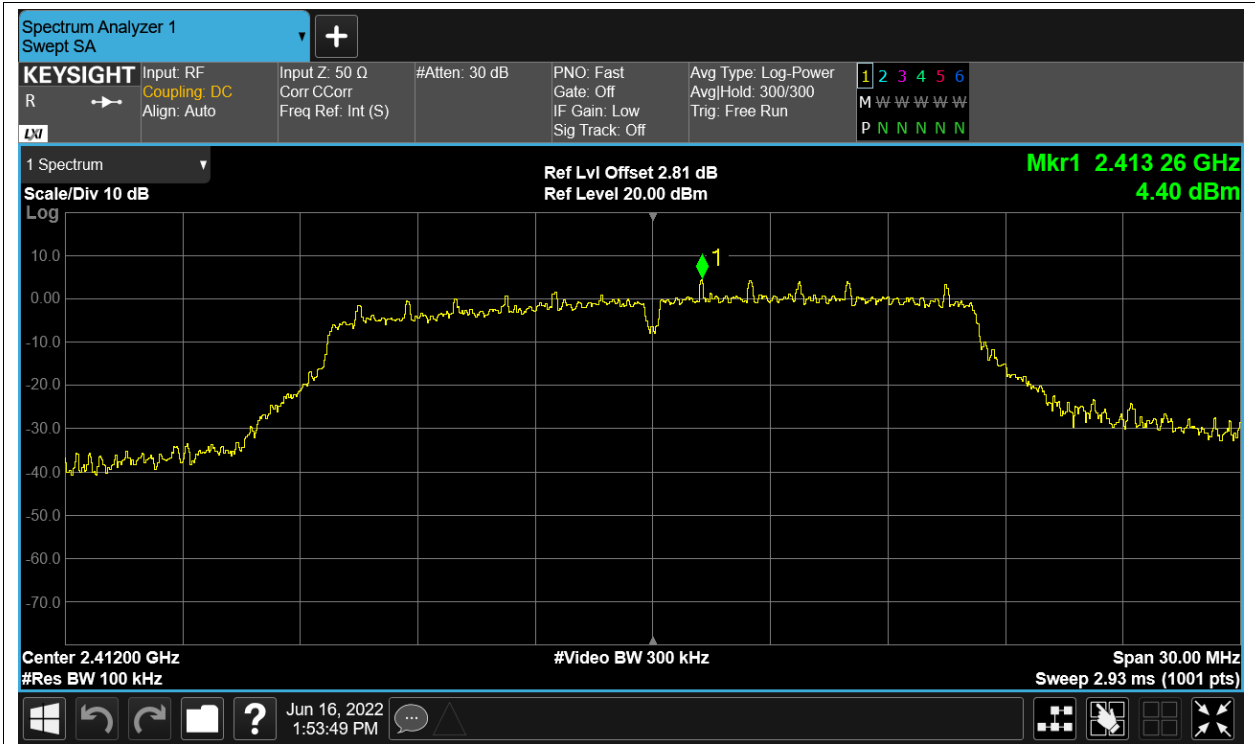 Spectrum Analyzer 1
Swept SA
KEYSIGHT
R
LXI
Input: RF
Coupling: DC
Align: Auto
Input Z: 50 Ω
Corr CCorr
Freq Ref: Int (S)
#Atten: 30 dB
PNO: Fast
Gate: Off
IF Gain: Low
Sig Track: Off
Avg Type: Log-Power
Avg|Hold: 300/300
Trig: Free Run
1 2 3 4 5 6
M W W W W W
P N N N N N
1 Spectrum
Scale/Div 10 dB
Log
Ref Lvl Offset 2.81 dB
Ref Level 20.00 dBm
Mkr1 2.413 26 GHz
4.40 dBm
1
10.0
0.00
-10.0
-20.0
-30.0
-40.0
-50.0
-60.0
-70.0
Center 2.41200 GHz
#Res BW 100 kHz
#Video BW 300 kHz
Span 30.00 MHz
Sweep 2.93 ms (1001 pts)
?
Jun 16, 2022
1:53:49 PM